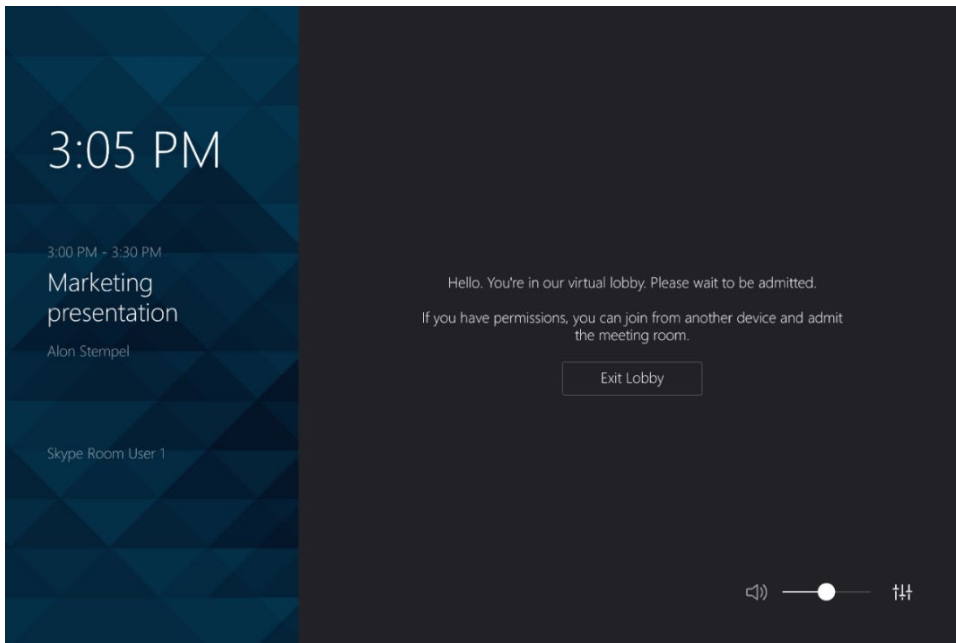 3:05 PM
3:00 PM - 3:30 PM
Marketing
presentation
Alon Stempel
Skype Room User 1
Hello. You're in our virtual lobby. Please wait to be admitted.
If you have permissions, you can join from another device and admit
the meeting room.
Exit Lobby